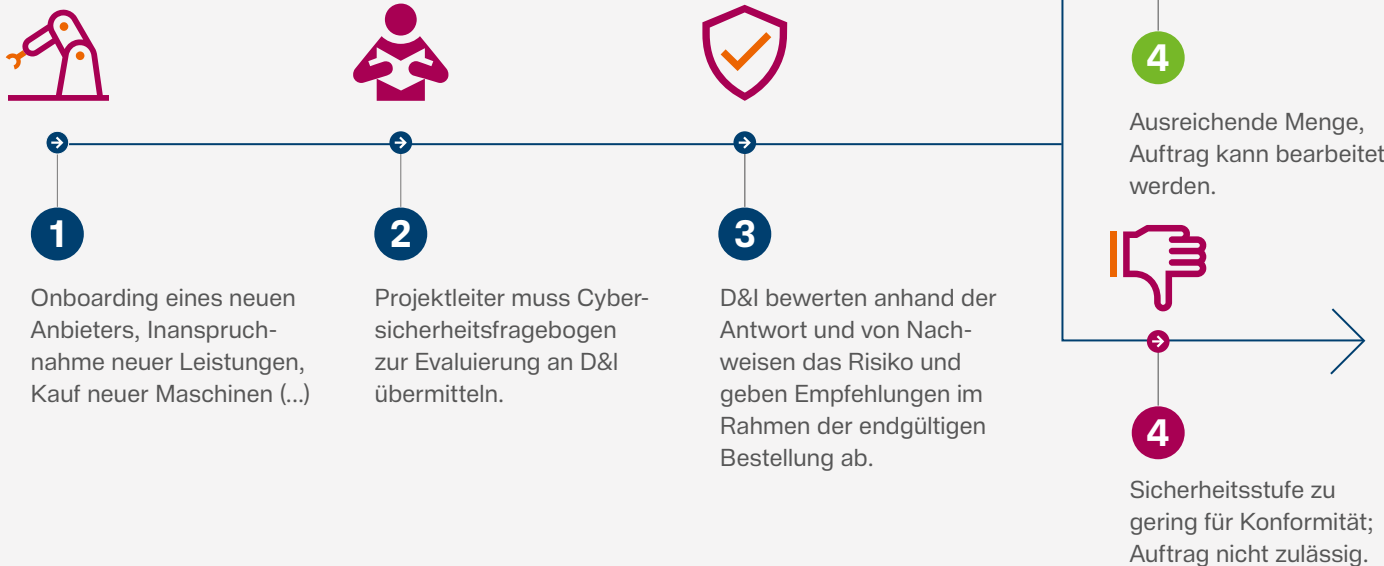 1
Onboarding eines neuen
Anbieters, Inanspruch-
nahme neuer Leistungen,
Kauf neuer Maschinen (...)
2
Projektleiter muss Cyber-
sicherheitsfragebogen
zur Evaluierung an D&I
übermitteln.
3
D&I bewerten anhand der
Antwort und von Nach-
weisen das Risiko und
geben Empfehlungen im
Rahmen der endgültigen
Bestellung ab.
4
Ausreichende Menge,
Auftrag kann bearbeitet
werden.
4
Sicherheitsstufe zu
gering für Konformität;
Auftrag nicht zulässig.